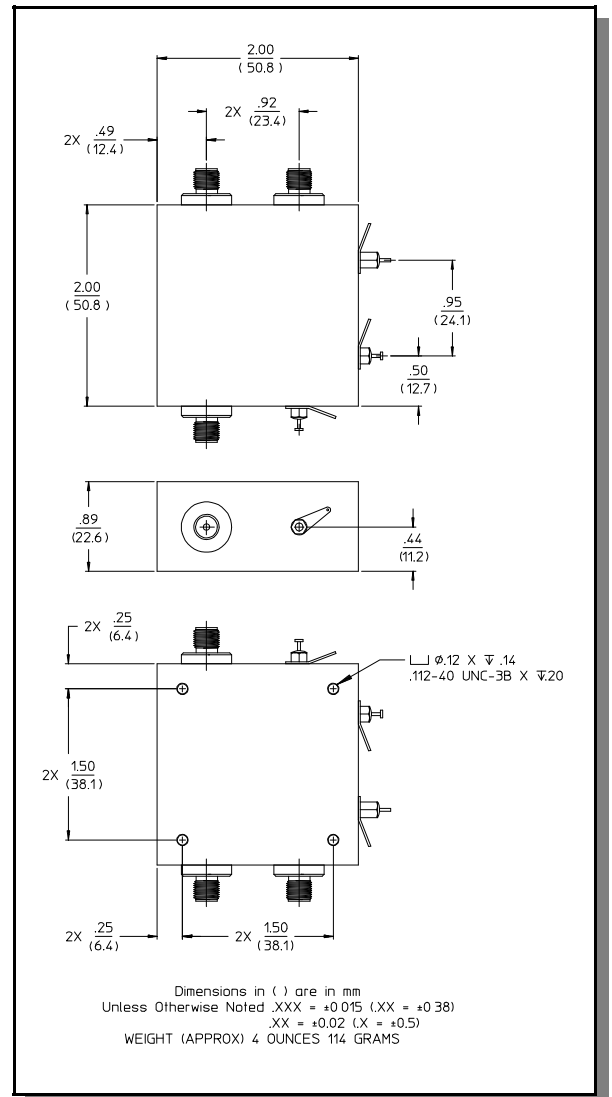 2.00
( 50.8 )
2X .92
(23.4)
2X .49
(12.4)
2.00
( 50.8 )
.95
(24.1)
.50
(12.7)
.89
(22.6)
.44
(11.2)
2X .25
(6.4)
⌴ ø.12 X ↧ .14
.112-40 UNC-3B X ↧.20
2X 1.50
(38.1)
2X .25
(6.4)
2X 1.50
(38.1)
Dimensions in ( ) are in mm
Unless Otherwise Noted .XXX = ±0 015 (.XX = ±0 38)
.XX = ±0.02 (.X = ±0.5)
WEIGHT (APPROX) 4 OUNCES 114 GRAMS